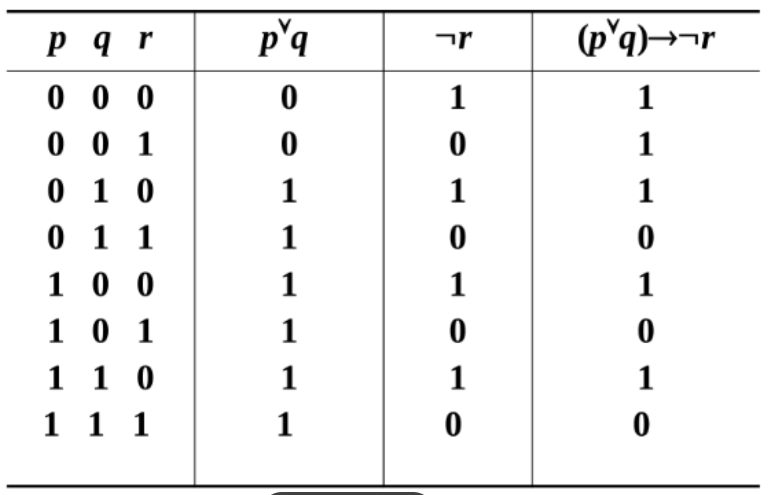 p q r p∨q ¬r (p∨q)→¬r
0 0 0 0 1 1
0 0 1 0 0 1
0 1 0 1 1 1
0 1 1 1 0 0
1 0 0 1 1 1
1 0 1 1 0 0
1 1 0 1 1 1
1 1 1 1 0 0